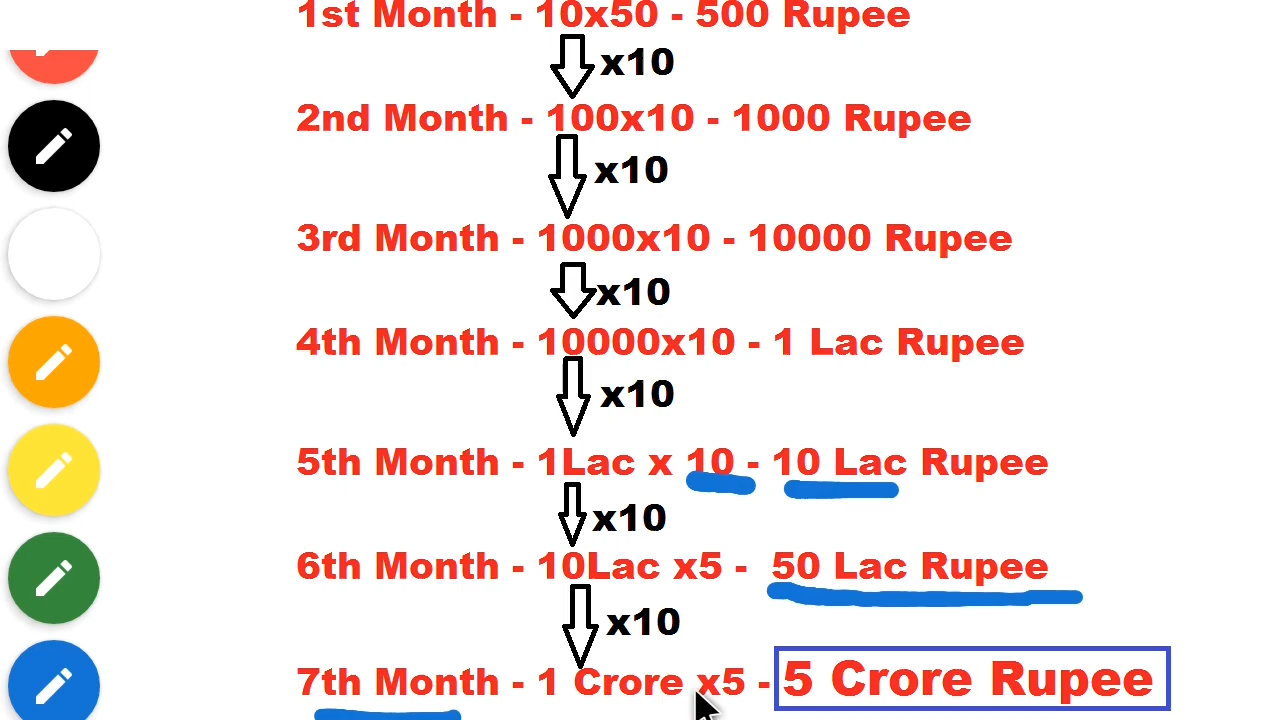 1st Month - 10x50 - 500 Rupee
x10
2nd Month - 100x10 - 1000 Rupee
x10
3rd Month - 1000x10 - 10000 Rupee
x10
4th Month - 10000x10 - 1 Lac Rupee
x10
5th Month - 1Lac x 10 - 10 Lac Rupee
x10
6th Month - 10Lac x5 - 50 Lac Rupee
x10
7th Month - 1 Crore x5 - 5 Crore Rupee